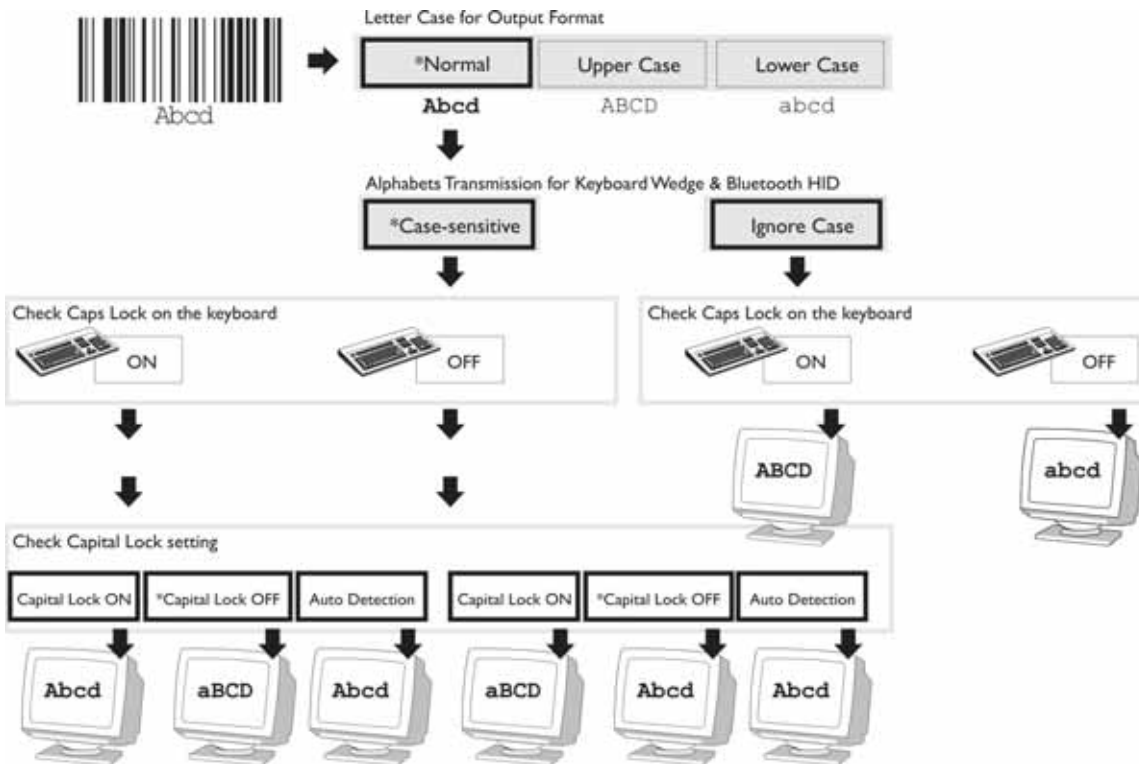 Letter Case for Output Format
*Normal Upper Case Lower Case
Abcd ABCD abcd
Abcd
Alphabets Transmission for Keyboard Wedge & Bluetooth HID
*Case-sensitive Ignore Case
Check Caps Lock on the keyboard
ON OFF
Check Caps Lock on the keyboard
ON OFF
ABCD abcd
Check Capital Lock setting
Capital Lock ON *Capital Lock OFF Auto Detection Capital Lock ON *Capital Lock OFF Auto Detection
Abcd aBCD Abcd aBCD Abcd Abcd